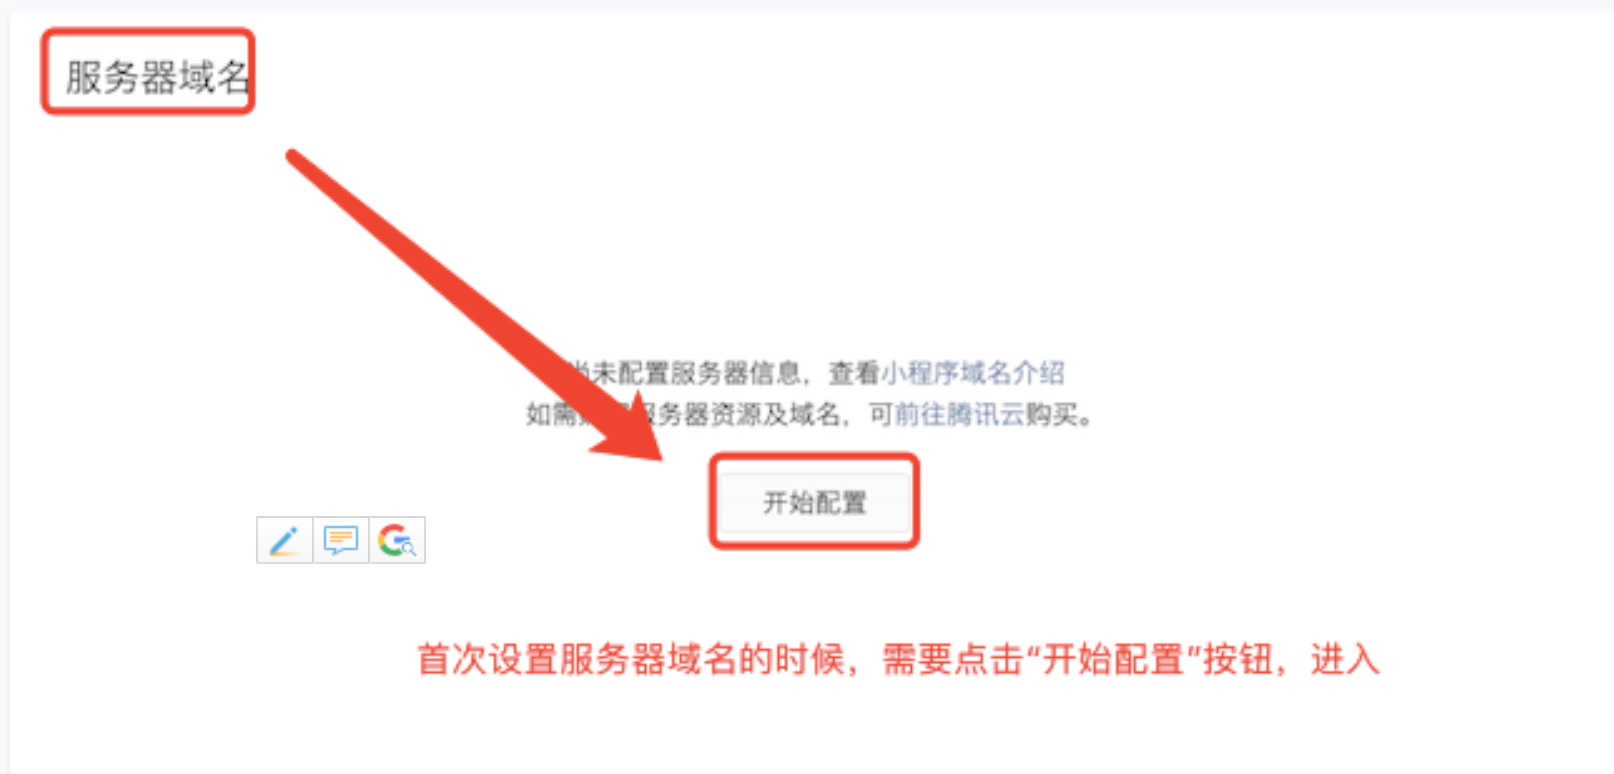 服务器域名
尚未配置服务器信息，查看小程序域名介绍
如需 服务器资源及域名，可前往腾讯云购买。
开始配置
首次设置服务器域名的时候，需要点击“开始配置”按钮，进入